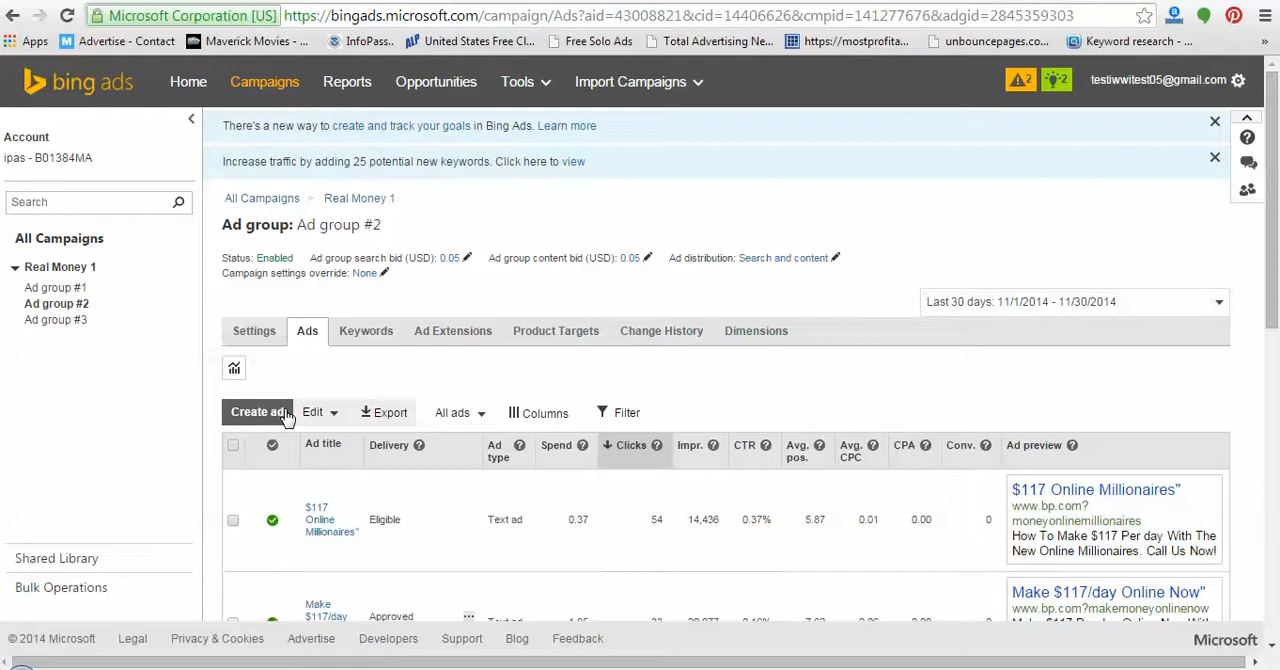 Microsoft Corporation [US] https://bingads.microsoft.com/campaign/Ads?aid=43008821&cid=14406626&cmpid=141277676&adgid=2845359303
Apps Advertise - Contact Maverick Movies - ... InfoPass.. United States Free Cl... Free Solo Ads Total Advertising Ne... https://mostprofita... unbouncepages.co... Keyword research - ... »
bing ads Home Campaigns Reports Opportunities Tools Import Campaigns 2 2 testiwwitest05@gmail.com
Account
ipas - B01384MA
Search
All Campaigns
Real Money 1
Ad group #1
Ad group #2
Ad group #3
Shared Library
Bulk Operations
There's a new way to create and track your goals in Bing Ads. Learn more
Increase traffic by adding 25 potential new keywords. Click here to view
All Campaigns > Real Money 1
Ad group: Ad group #2
Status: Enabled Ad group search bid (USD): 0.05 Ad group content bid (USD): 0.05 Ad distribution: Search and content
Campaign settings override: None
Last 30 days: 11/1/2014 - 11/30/2014
Settings Ads Keywords Ad Extensions Product Targets Change History Dimensions
Create ad Edit Export All ads Columns Filter
Ad title Delivery Ad type Spend Clicks Impr. CTR Avg. pos. Avg. CPC CPA Conv. Ad preview
$117 Online Millionaires" Eligible Text ad 0.37 54 14,436 0.37% 5.87 0.01 0.00 0
$117 Online Millionaires"
www.bp.com?
moneyonlinemillionaires
How To Make $117 Per day With The
New Online Millionaires. Call Us Now!
Make $117/day Approved
Make $117/day Online Now"
www.bp.com?makemoneyonlinenow
© 2014 Microsoft Legal Privacy & Cookies Advertise Developers Support Blog Feedback Microsoft